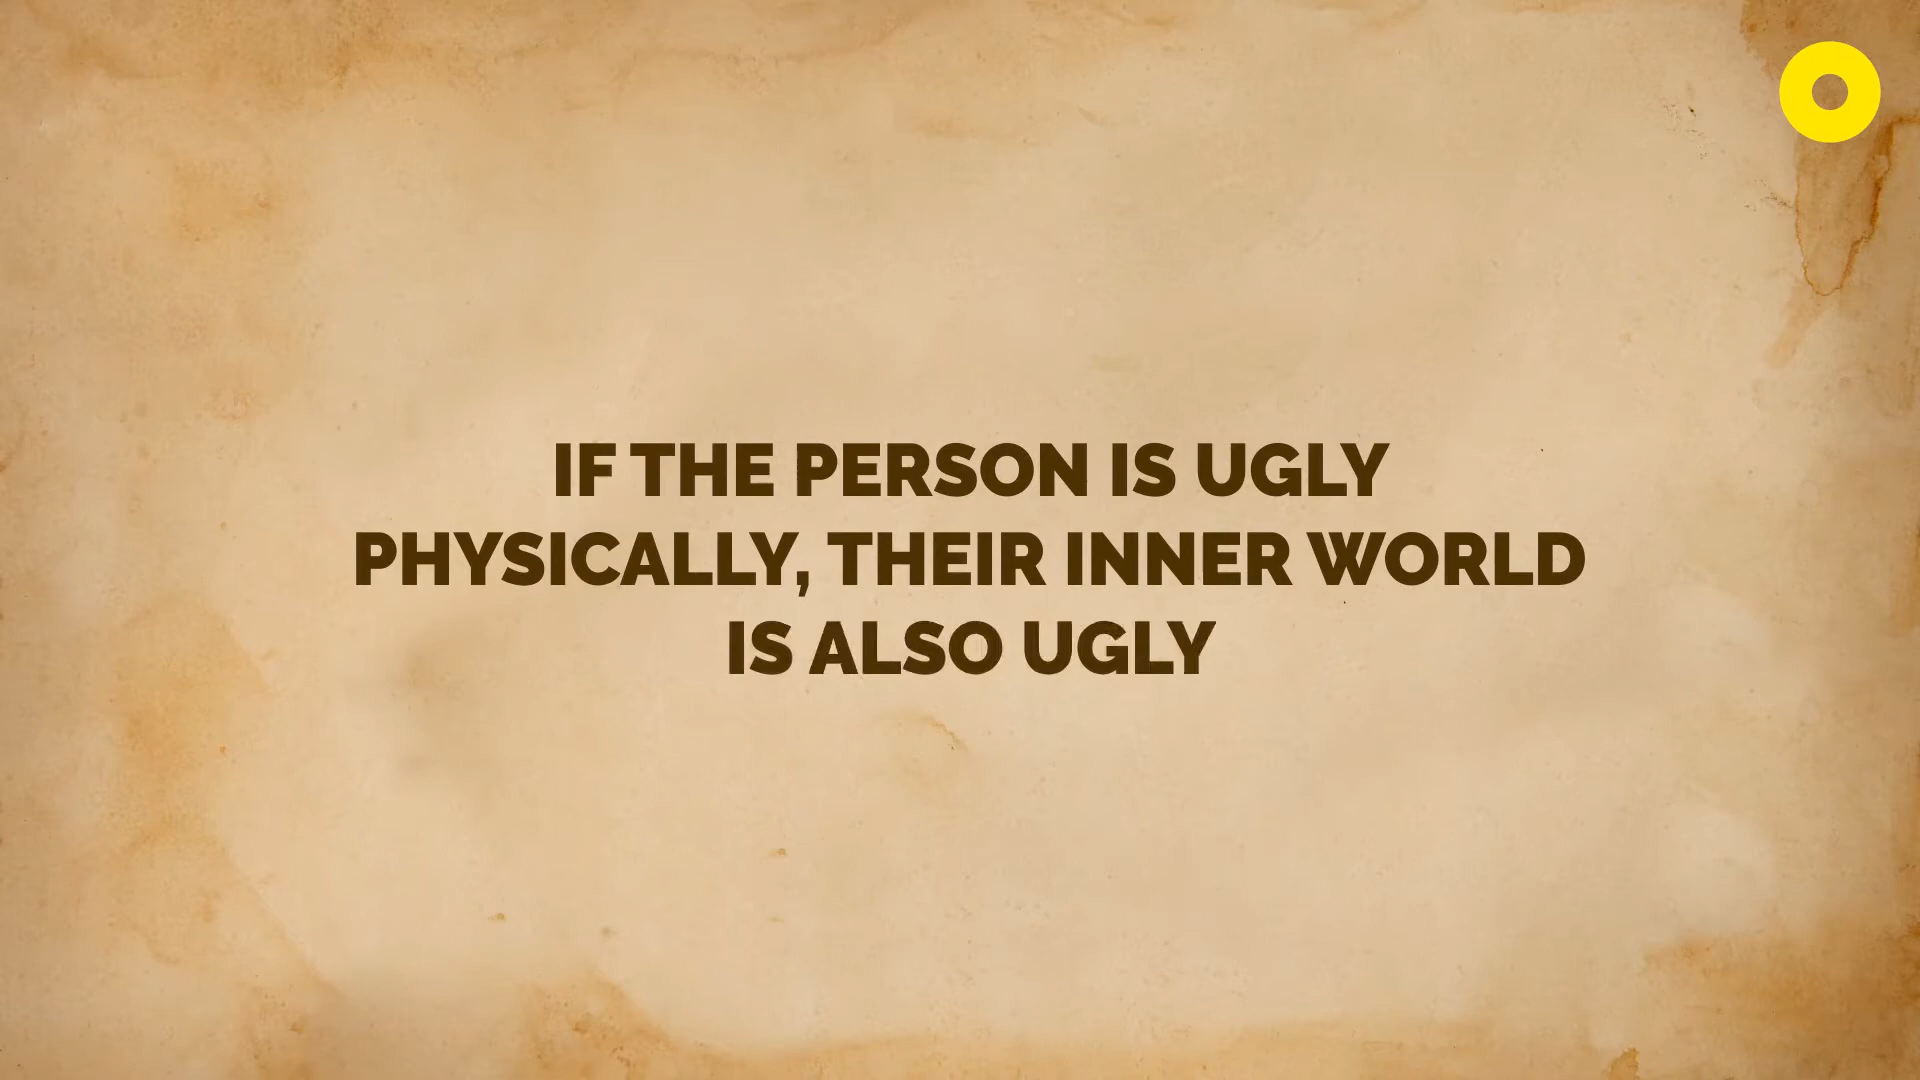 IF THE PERSON IS UGLY
PHYSICALLY, THEIR INNER WORLD
IS ALSO UGLY